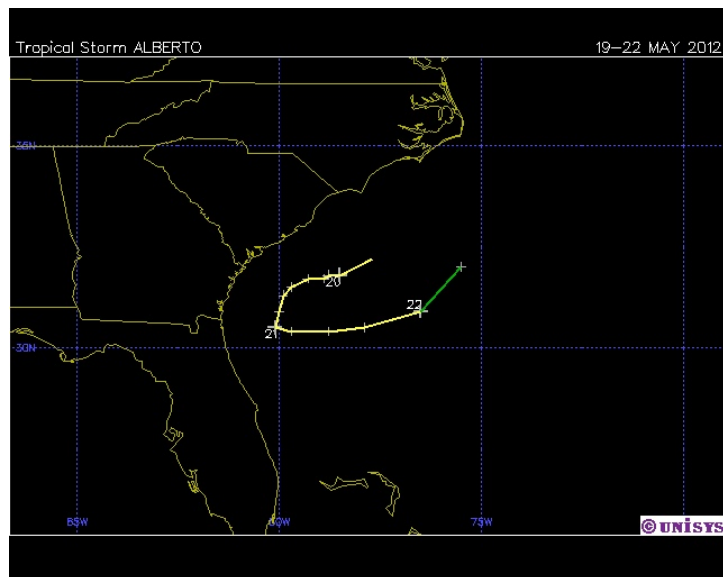 Tropical Storm ALBERTO
19-22 MAY 2012
35N
20
22
21
30N
85W
80W
75W
©UNISYS